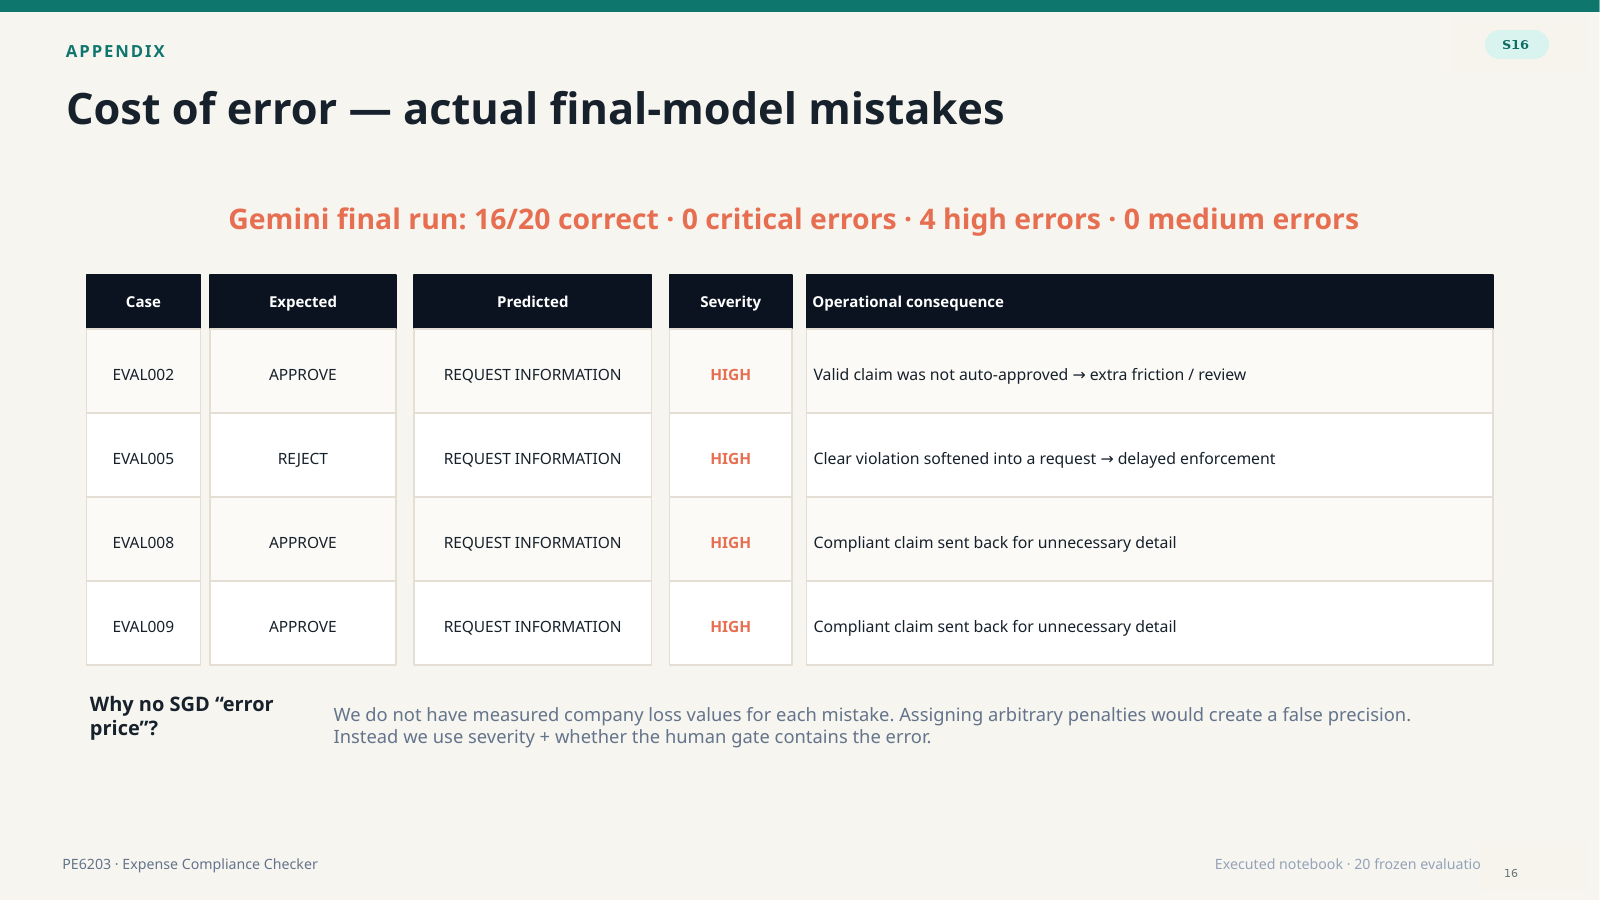 APPENDIX
S16
Cost of error — actual final-model mistakes
Gemini final run: 16/20 correct · 0 critical errors · 4 high errors · 0 medium errors
Case Expected Predicted Severity Operational consequence
EVAL002 APPROVE REQUEST INFORMATION HIGH Valid claim was not auto-approved → extra friction / review
EVAL005 REJECT REQUEST INFORMATION HIGH Clear violation softened into a request → delayed enforcement
EVAL008 APPROVE REQUEST INFORMATION HIGH Compliant claim sent back for unnecessary detail
EVAL009 APPROVE REQUEST INFORMATION HIGH Compliant claim sent back for unnecessary detail
Why no SGD “error
price”?
We do not have measured company loss values for each mistake. Assigning arbitrary penalties would create a false precision.
Instead we use severity + whether the human gate contains the error.
PE6203 · Expense Compliance Checker
Executed notebook · 20 frozen evaluatio
16